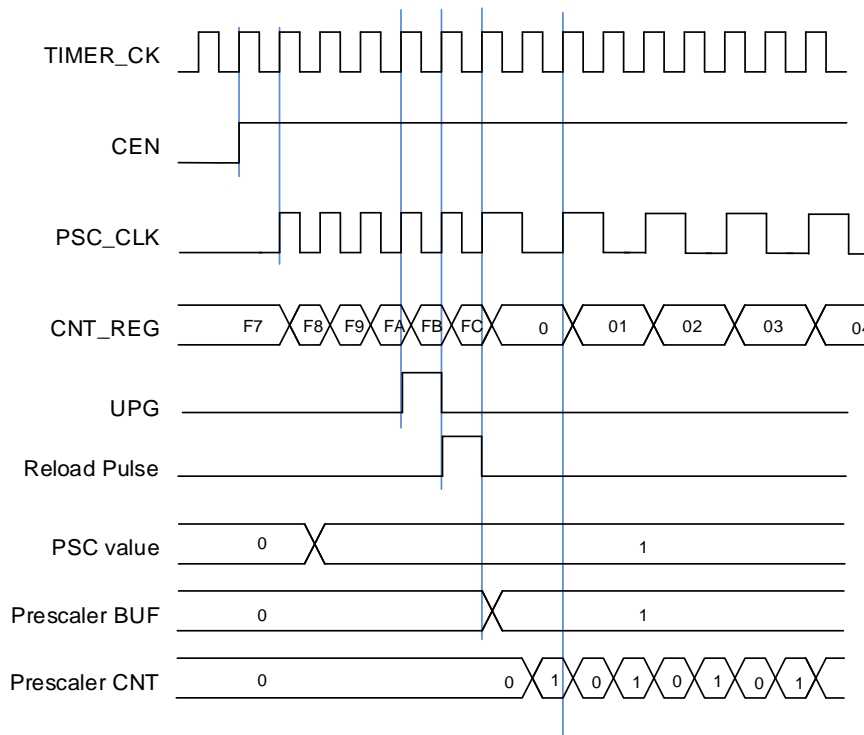 TIMER_CK
CEN
PSC_CLK
CNT_REG F7 F8 F9 FA FB FC 0 01 02 03 04
UPG
Reload Pulse
PSC value 0 1
Prescaler BUF 0 1
Prescaler CNT 0 0 1 0 1 0 1 0 1